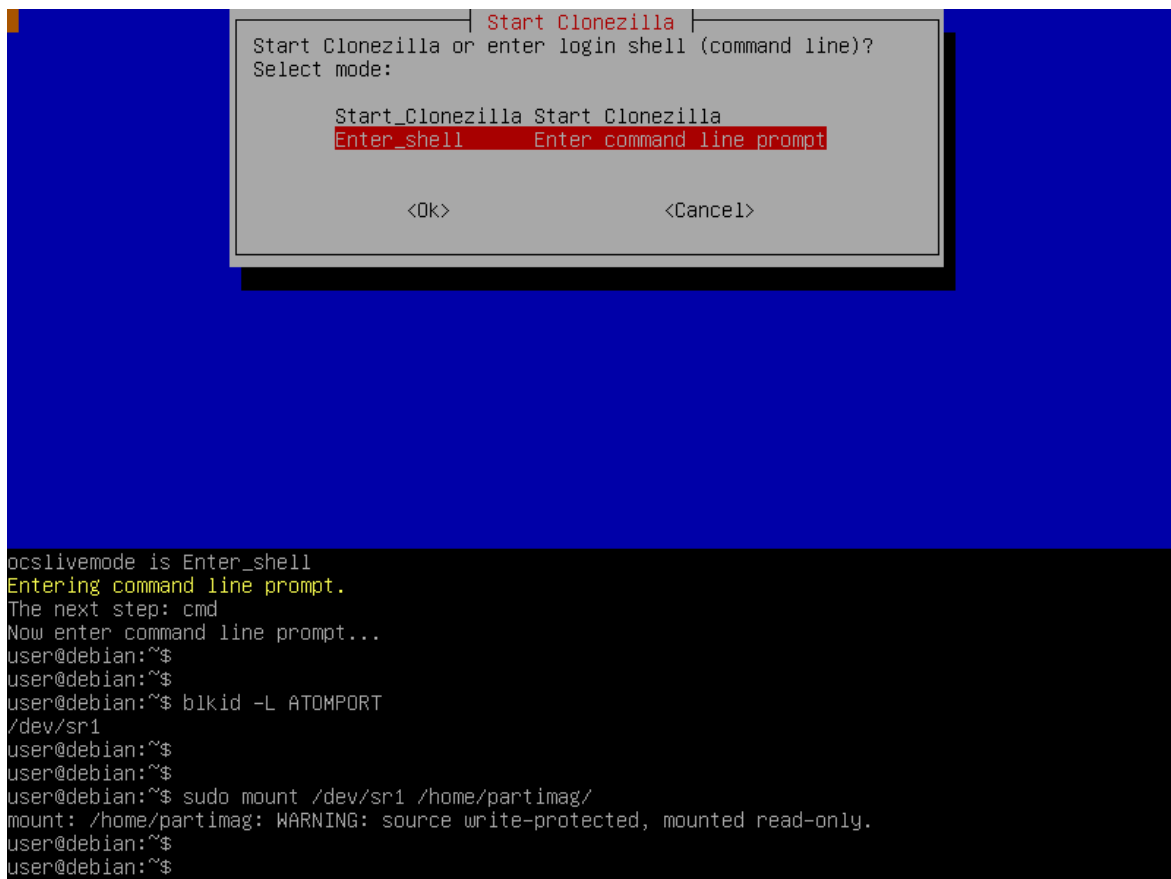 Start Clonezilla
Start Clonezilla or enter login shell (command line)?
Select mode:
Start_Clonezilla Start Clonezilla
Enter_shell Enter command line prompt
<Ok> <Cancel>
ocslivemode is Enter_shell
Entering command line prompt.
The next step: cmd
Now enter command line prompt...
user@debian:~$
user@debian:~$
user@debian:~$ blkid -L ATOMPORT
/dev/sr1
user@debian:~$
user@debian:~$
user@debian:~$ sudo mount /dev/sr1 /home/partimag/
mount: /home/partimag: WARNING: source write-protected, mounted read-only.
user@debian:~$
user@debian:~$